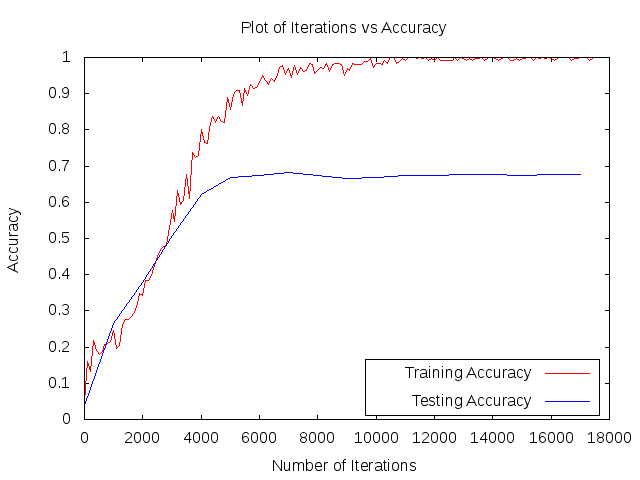 Plot of Iterations vs Accuracy
1
0.9
0.8
0.7
0.6
0.5
0.4
0.3
0.2
0.1
0
Accuracy
Training Accuracy
Testing Accuracy
0 2000 4000 6000 8000 10000 12000 14000 16000 18000
Number of Iterations